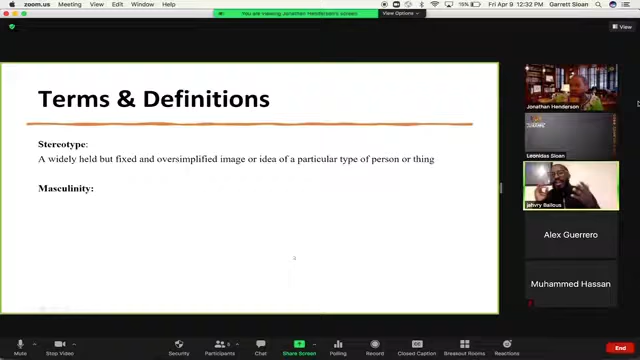 zoom.us Meeting View Edit Window Help 15% Fri Apr 9 12:32 PM Garrett Sloan
You are viewing Jonathan Henderson's screen View Options
View
Terms & Definitions
Stereotype:
A widely held but fixed and oversimplified image or idea of a particular type of person or thing
Masculinity:
Jonathan Henderson
Leonidas Sloan
jahvry Bailous
Alex Guerrero
Muhammed Hassan
Mute Stop Video Security Participants 6 Chat Share Screen Polling Record Closed Caption Breakout Rooms Reactions End